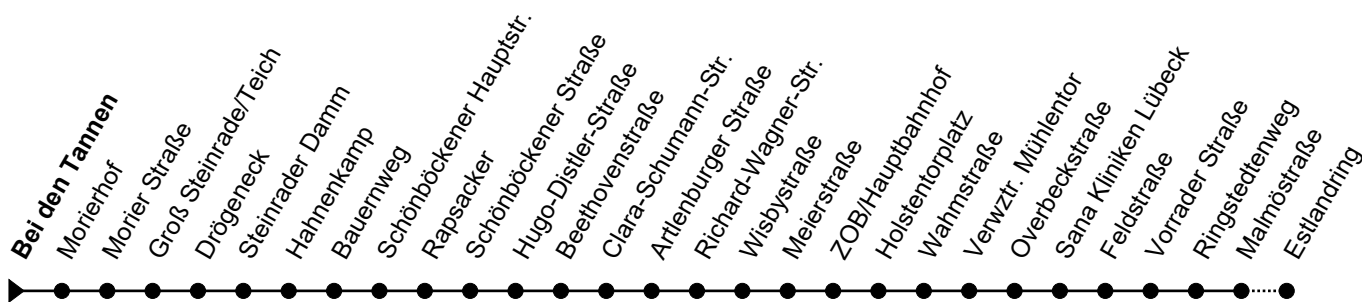 Bei den Tannen
Morierhof
Morier Straße
Groß Steinrade/Teich
Drögeneck
Steinrader Damm
Hahnenkamp
Bauernweg
Schönböckener Hauptstr.
Rapsacker
Schönböckener Straße
Hugo-Distler-Straße
Beethovenstraße
Clara-Schumann-Str.
Artlenburger Straße
Richard-Wagner-Str.
Wisbystraße
Meierstraße
ZOB/Hauptbahnhof
Holstentorplatz
Wahmstraße
Verwztr. Mühlentor
Overbeckstraße
Sana Kliniken Lübeck
Feldstraße
Vorrader Straße
Ringstedtenweg
Malmöstraße
Estlandring